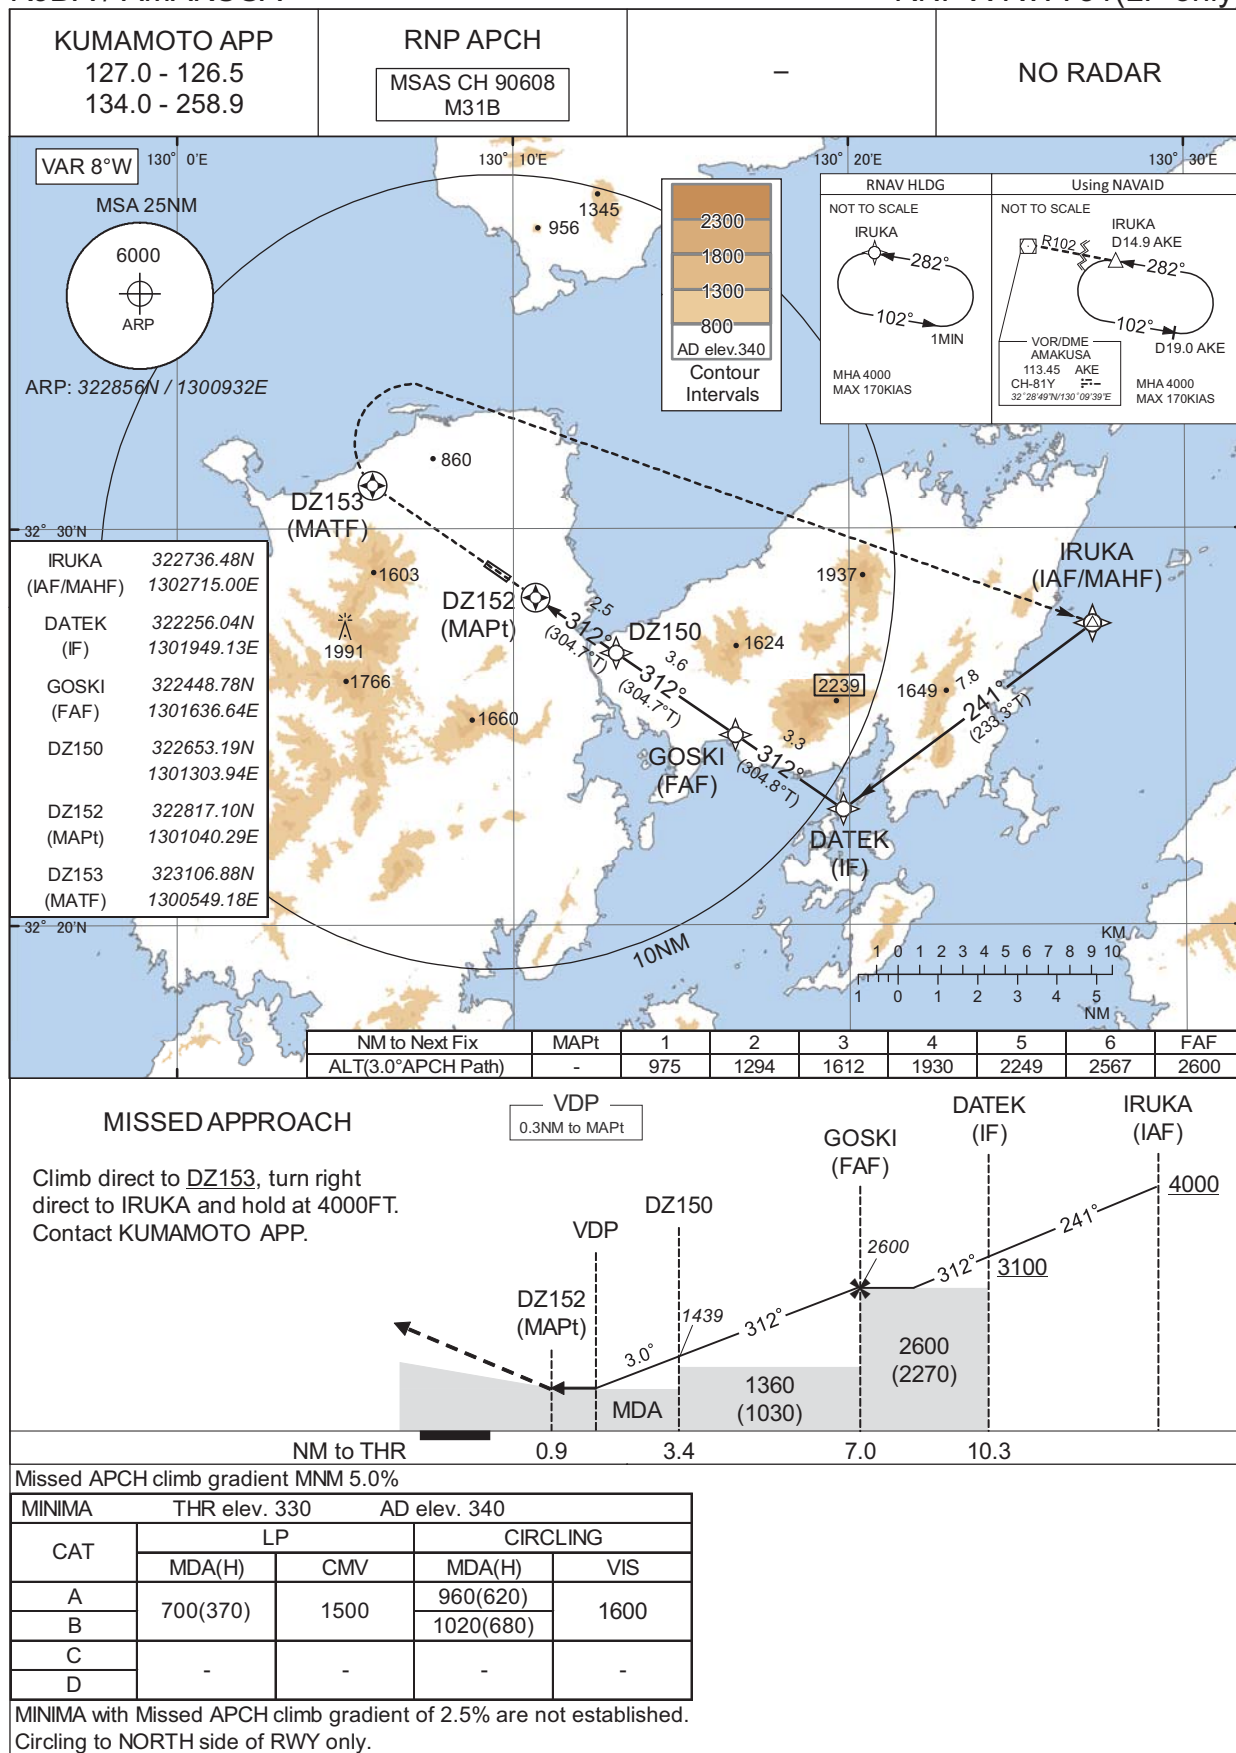 KUMAMOTO APP
127.0 - 126.5
134.0 - 258.9
RNP APCH
MSAS CH 90608
M31B
–
NO RADAR
VAR 8°W
130° 0'E
130° 10'E
130° 20'E
130° 30'E
MSA 25NM
6000
ARP
ARP: 322856N / 1300932E
1345
956
2300
1800
1300
800
AD elev.340
Contour
Intervals
RNAV HLDG
NOT TO SCALE
IRUKA
282°
102°
1MIN
MHA 4000
MAX 170KIAS
Using NAVAID
NOT TO SCALE
IRUKA
D14.9 AKE
R102
282°
102°
D19.0 AKE
VOR/DME
AMAKUSA
113.45 AKE
CH-81Y
32°28'49"N/130°09'39"E
MHA 4000
MAX 170KIAS
860
DZ153
(MATF)
32° 30'N
IRUKA 322736.48N
(IAF/MAHF) 1302715.00E
DATEK 322256.04N
(IF) 1301949.13E
GOSKI 322448.78N
(FAF) 1301636.64E
DZ150 322653.19N
1301303.94E
DZ152 322817.10N
(MAPt) 1301040.29E
DZ153 323106.88N
(MATF) 1300549.18E
1603
1991
1766
1660
DZ152
(MAPt)
2.5
312°
(304.7°T)
DZ150
3.6
312°
(304.7°T)
1624
1937
2239
1649
IRUKA
(IAF/MAHF)
7.8
241°
(233.3°T)
GOSKI
(FAF)
3.3
312°
(304.8°T)
DATEK
(IF)
32° 20'N
10NM
KM
1 0 1 2 3 4 5 6 7 8 9 10
1 0 1 2 3 4 5
NM
NM to Next Fix MAPt 1 2 3 4 5 6 FAF
ALT(3.0°APCH Path) - 975 1294 1612 1930 2249 2567 2600
MISSED APPROACH
Climb direct to DZ153, turn right
direct to IRUKA and hold at 4000FT.
Contact KUMAMOTO APP.
VDP
0.3NM to MAPt
DATEK
(IF)
IRUKA
(IAF)
GOSKI
(FAF)
DZ150
VDP
DZ152
(MAPt)
4000
241°
3100
312°
2600
312°
1439
3.0°
2600
(2270)
1360
(1030)
MDA
NM to THR 0.9 3.4 7.0 10.3
Missed APCH climb gradient MNM 5.0%
MINIMA THR elev. 330 AD elev. 340
CAT LP CIRCLING
MDA(H) CMV MDA(H) VIS
A 700(370) 1500 960(620) 1600
B 1020(680)
C - - - -
D
MINIMA with Missed APCH climb gradient of 2.5% are not established.
Circling to NORTH side of RWY only.